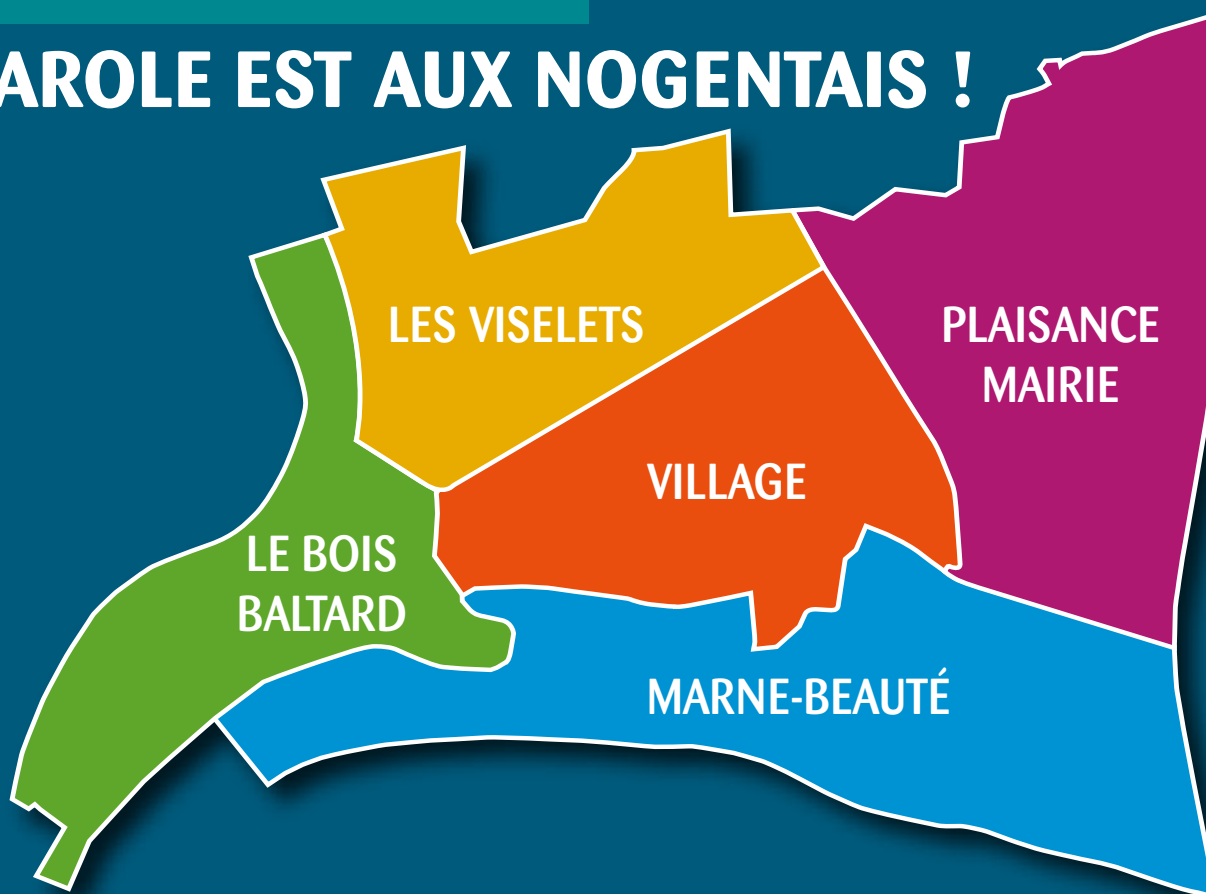 AROLE EST AUX NOGENTAIS !
LES VISELETS
PLAISANCE
MAIRIE
VILLAGE
LE BOIS
BALTARD
MARNE-BEAUTÉ